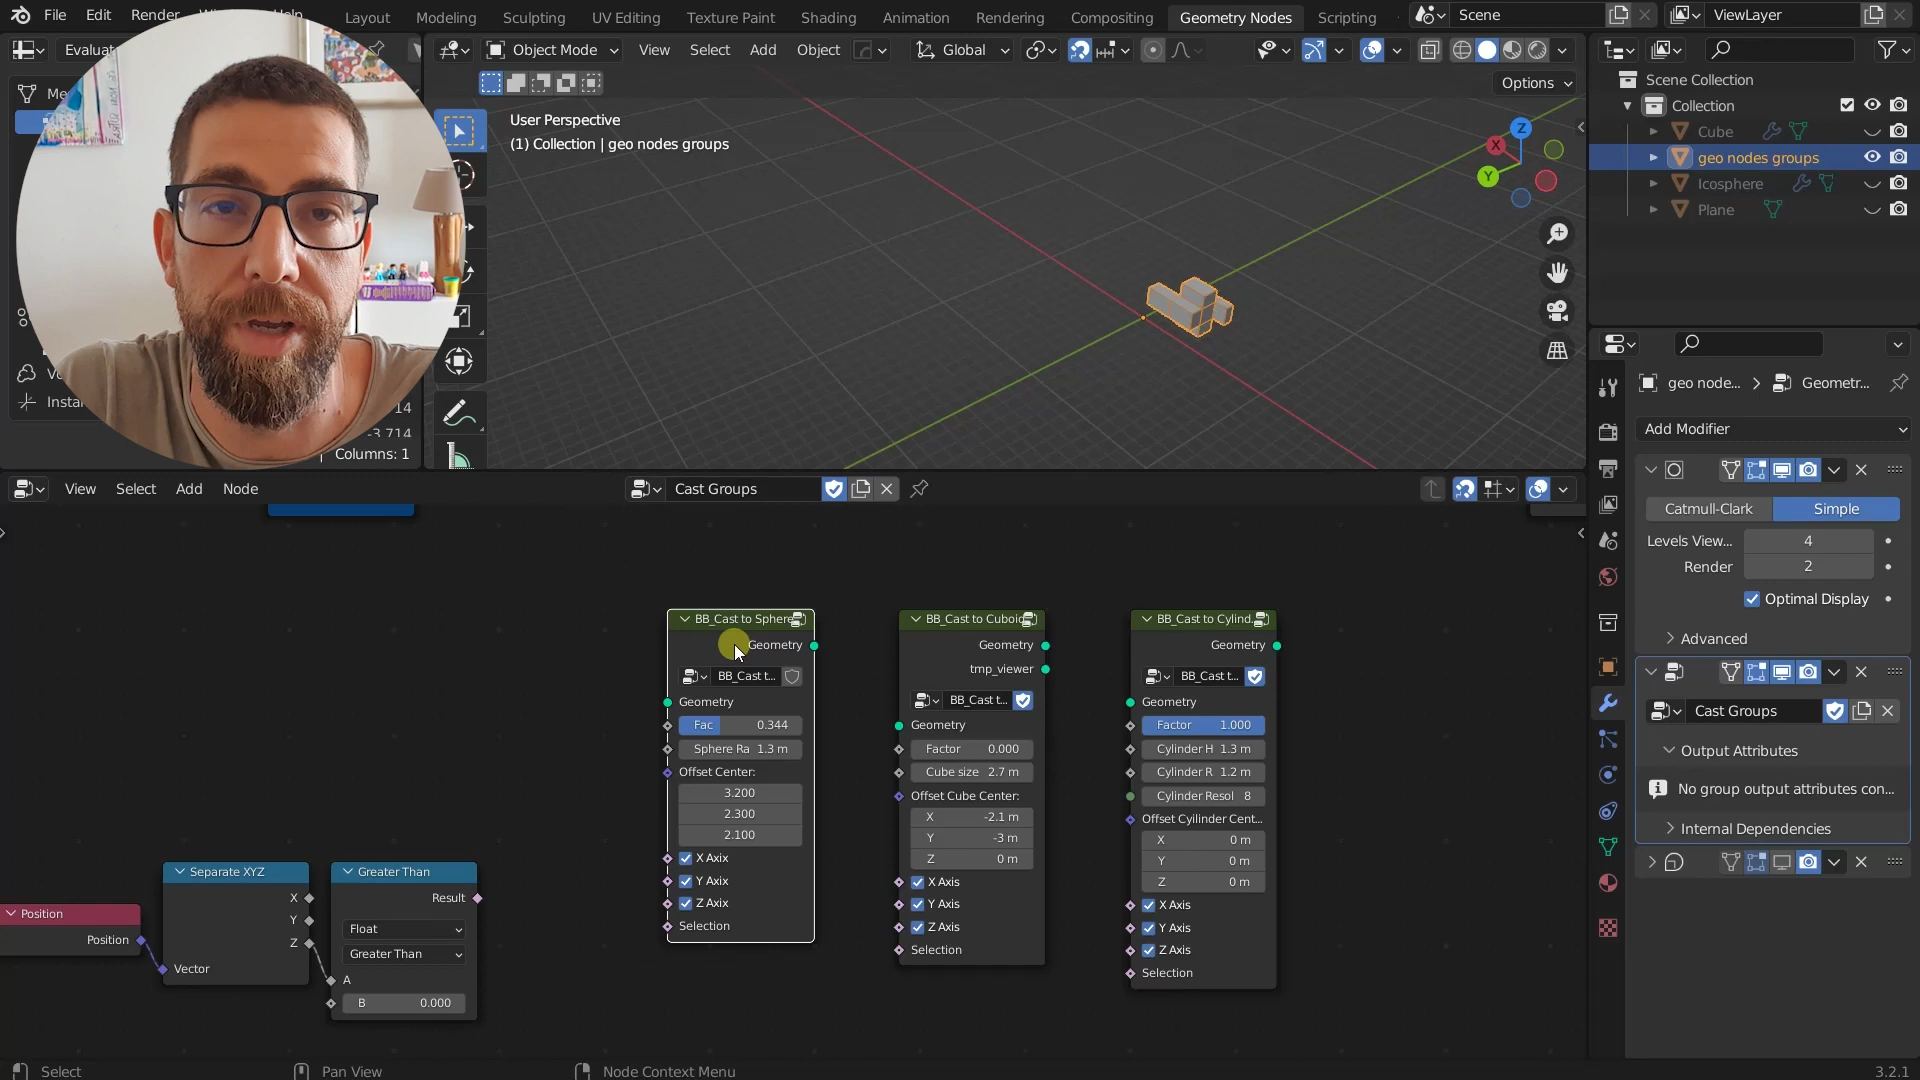 File Edit Render Help
Layout Modeling Sculpting UV Editing Texture Paint Shading Animation Rendering Compositing Geometry Nodes Scripting
Scene
ViewLayer
Object Mode View Select Add Object Global
Options
User Perspective
(1) Collection | geo nodes groups
X
Y
Z
14
-3.714
Columns: 1
Scene Collection
Collection
Cube
geo nodes groups
Icosphere
Plane
geo node... > Geometr...
Add Modifier
Catmull-Clark Simple
Levels View... 4
Render 2
Optimal Display
Advanced
Cast Groups
Output Attributes
No group output attributes con...
Internal Dependencies
View Select Add Node
Cast Groups
Position
Position
Separate XYZ
X
Y
Z
Vector
Greater Than
Result
Float
Greater Than
A
B 0.000
BB_Cast to Sphere
Geometry
BB_Cast t...
Geometry
Fac 0.344
Sphere Ra 1.3 m
Offset Center:
3.200
2.300
2.100
X Axix
Y Axix
Z Axix
Selection
BB_Cast to Cuboid
Geometry
tmp_viewer
BB_Cast t...
Geometry
Factor 0.000
Cube size 2.7 m
Offset Cube Center:
X -2.1 m
Y -3 m
Z 0 m
X Axis
Y Axis
Z Axis
Selection
BB_Cast to Cylind
Geometry
BB_Cast t...
Geometry
Factor 1.000
Cylinder H 1.3 m
Cylinder R 1.2 m
Cylinder Resol 8
Offset Cylinder Cent...
X 0 m
Y 0 m
Z 0 m
X Axis
Y Axis
Z Axis
Selection
Select
Pan View
Node Context Menu
3.2.1